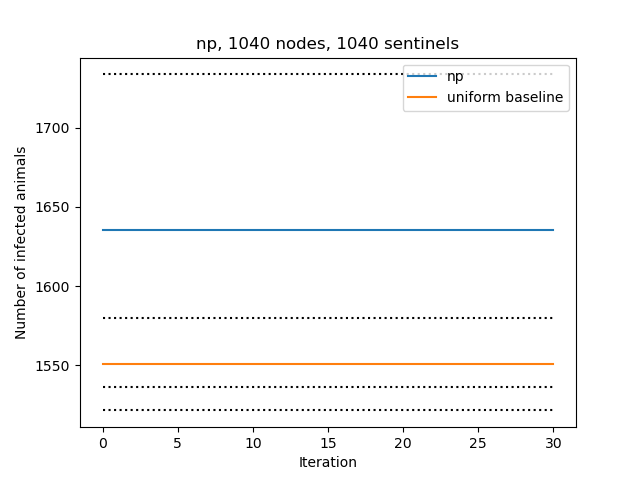 np, 1040 nodes, 1040 sentinels
np
uniform baseline
Number of infected animals
1700
1650
1600
1550
0 5 10 15 20 25 30
Iteration